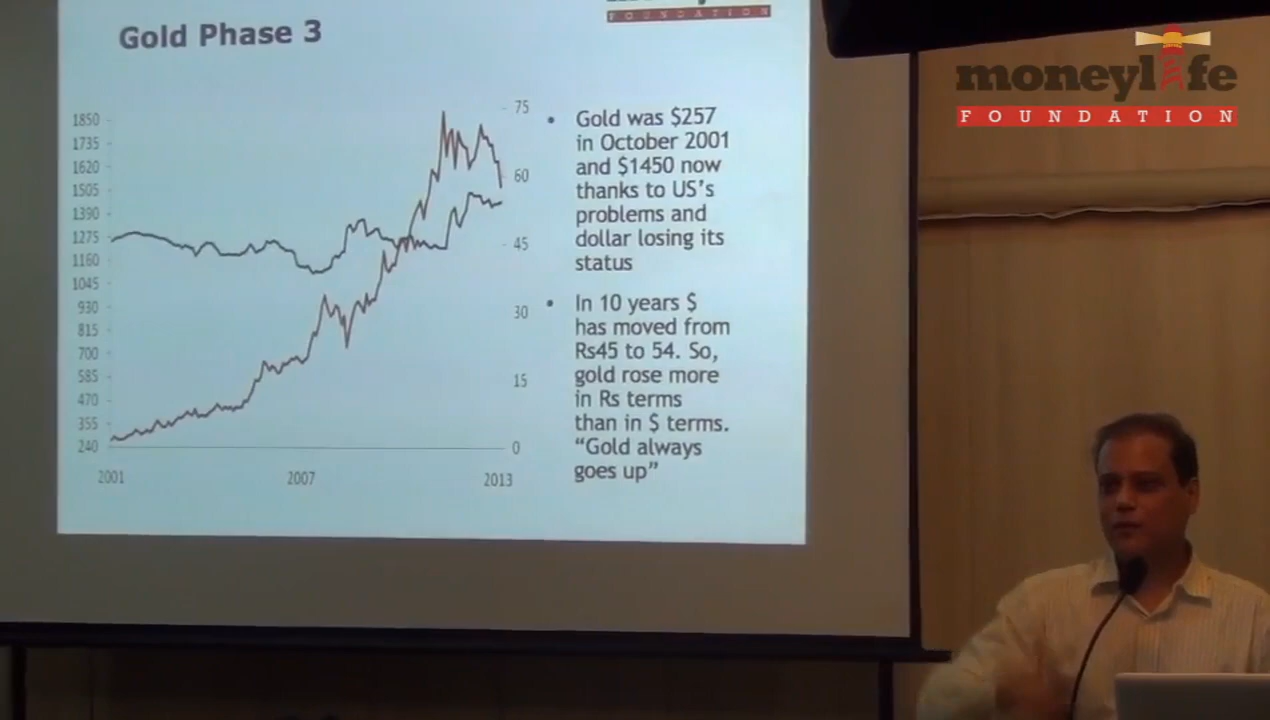 Gold Phase 3
FOUNDATION
moneylife
FOUNDATION
1850
1735
1620
1505
1390
1275
1160
1045
930
815
700
585
470
355
240
75
60
45
30
15
0
2001
2007
2013
• Gold was $257
in October 2001
and $1450 now
thanks to US's
problems and
dollar losing its
status
• In 10 years $
has moved from
Rs45 to 54. So,
gold rose more
in Rs terms
than in $ terms.
“Gold always
goes up”